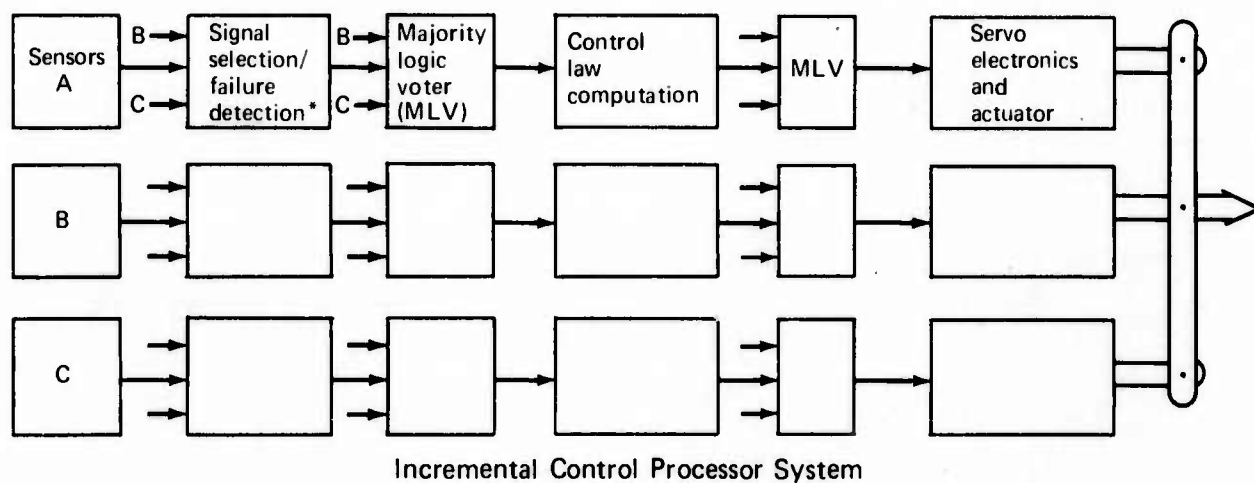 Sensors
A
B
C
Signal
selection/
failure
detection*
B
C
Majority
logic
voter
(MLV)
Control
law
computation
MLV
Servo
electronics
and
actuator
B
C
Incremental Control Processor System